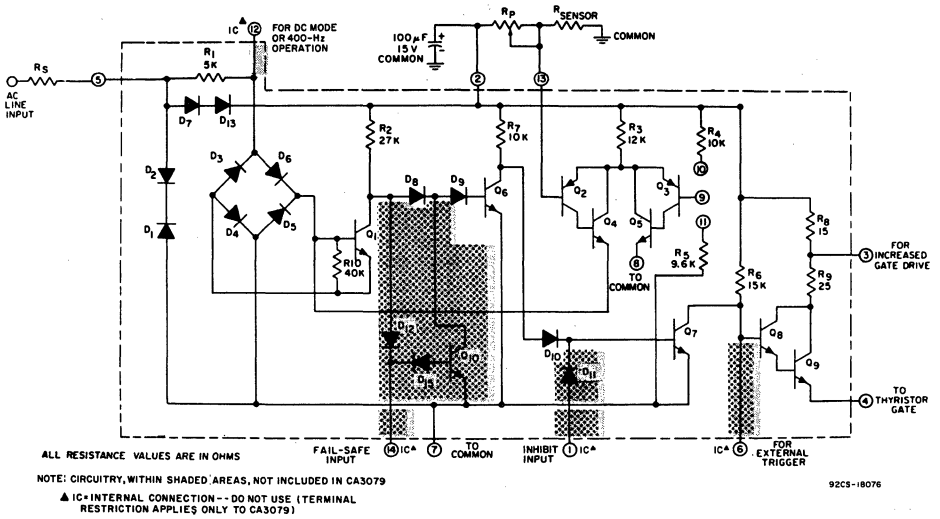 IC▲ 12
FOR DC MODE
OR 400-Hz
OPERATION
RS
AC
LINE
INPUT
5
R1
5K
100μF
15V
COMMON
+
RP
RSENSOR
COMMON
2
13
D7
D13
R2
27K
R7
10K
R3
12K
R4
10K
10
D2
D3
D6
D8
D9
Q6
Q2
Q3
9
D1
D4
D5
Q1
Q4
Q5
11
R10
40K
8
TO
COMMON
R5
9.6K
R8
15
3
FOR
INCREASED
GATE DRIVE
R6
15K
R9
25
D12
D15
Q10
D10
D11
Q7
Q8
Q9
4
TO
THYRISTOR
GATE
ALL RESISTANCE VALUES ARE IN OHMS
FAIL-SAFE
INPUT
14 IC▲
7
TO
COMMON
INHIBIT
INPUT
1 IC▲
IC▲ 6
FOR
EXTERNAL
TRIGGER
NOTE: CIRCUITRY, WITHIN SHADED AREAS, NOT INCLUDED IN CA3079
▲ IC=INTERNAL CONNECTION--DO NOT USE (TERMINAL
RESTRICTION APPLIES ONLY TO CA3079)
92CS-18076